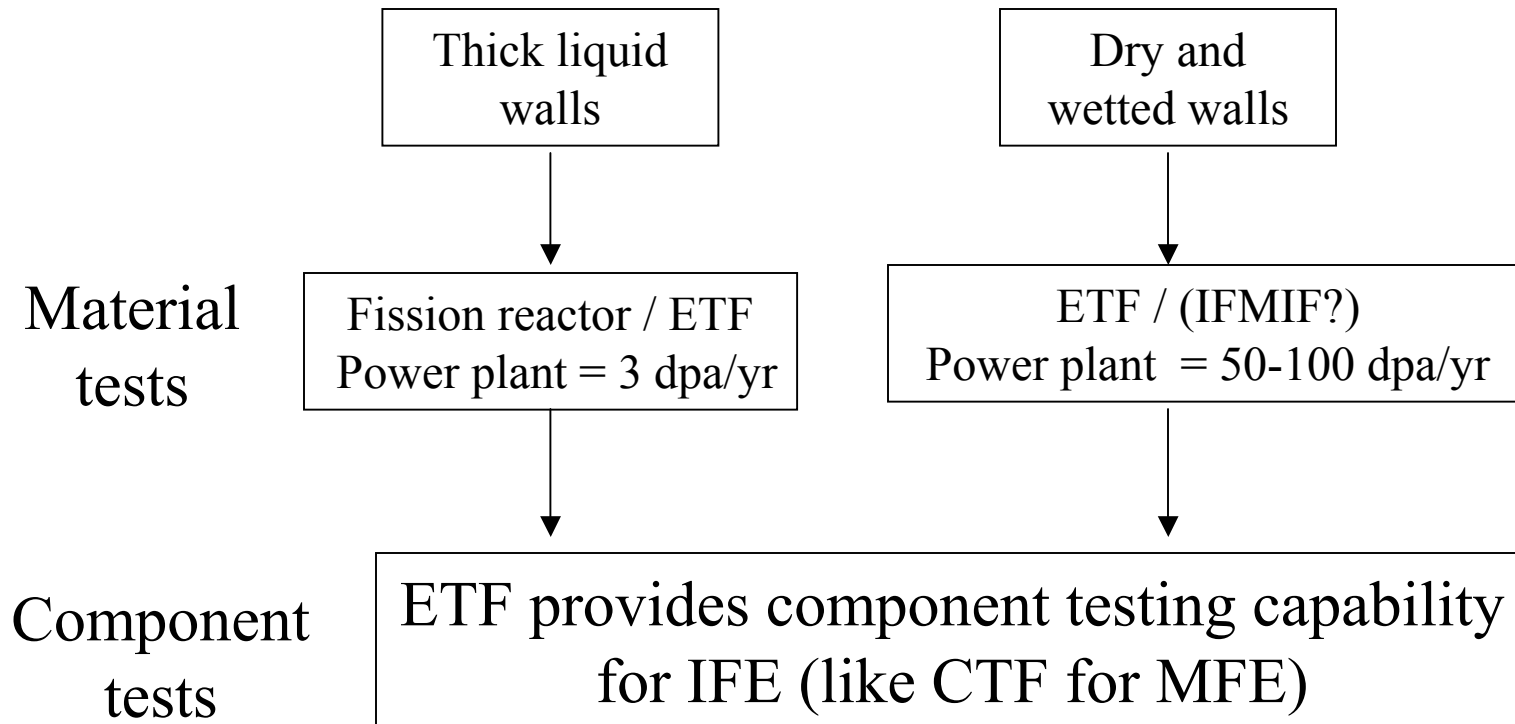 Thick liquid
walls
Dry and
wetted walls
Material
tests
Fission reactor / ETF
Power plant = 3 dpa/yr
ETF / (IFMIF?)
Power plant = 50-100 dpa/yr
Component
tests
ETF provides component testing capability
for IFE (like CTF for MFE)